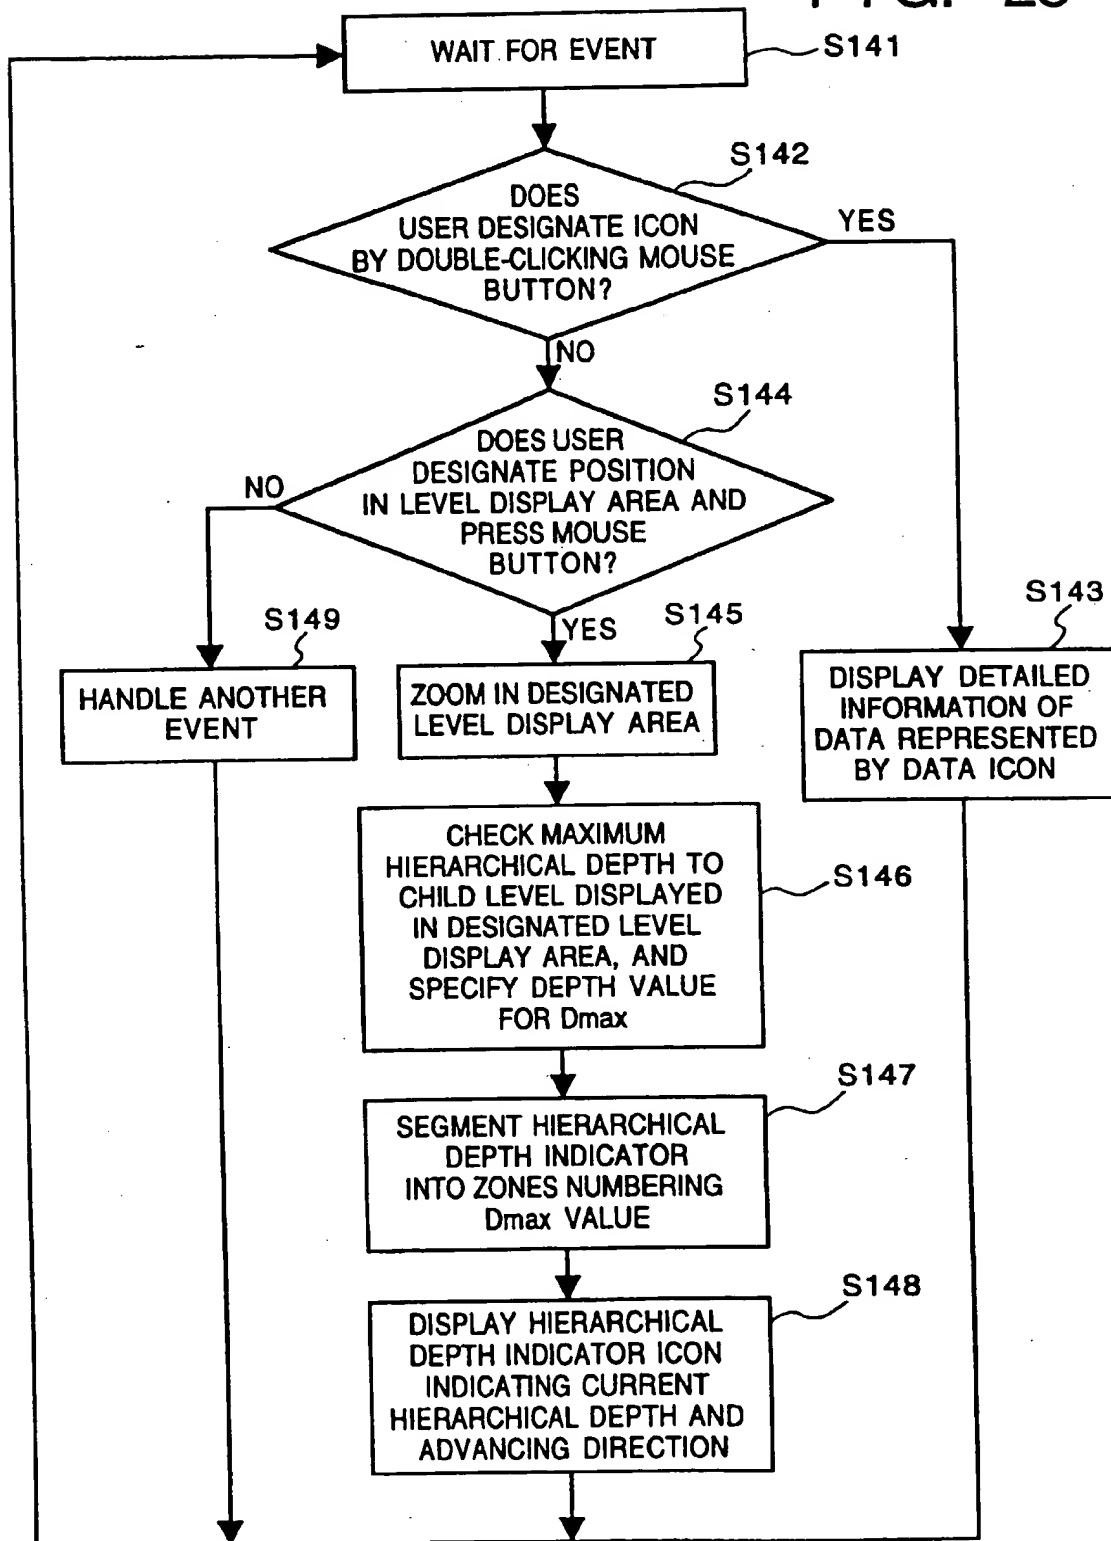 WAIT FOR EVENT
S141
S142
DOES
USER DESIGNATE ICON
BY DOUBLE-CLICKING MOUSE
BUTTON?
YES
NO
S144
DOES USER
DESIGNATE POSITION
IN LEVEL DISPLAY AREA AND
PRESS MOUSE
BUTTON?
NO
YES
S149
HANDLE ANOTHER
EVENT
S145
ZOOM IN DESIGNATED
LEVEL DISPLAY AREA
S143
DISPLAY DETAILED
INFORMATION OF
DATA REPRESENTED
BY DATA ICON
CHECK MAXIMUM
HIERARCHICAL DEPTH TO
CHILD LEVEL DISPLAYED
IN DESIGNATED LEVEL
DISPLAY AREA, AND
SPECIFY DEPTH VALUE
FOR Dmax
S146
S147
SEGMENT HIERARCHICAL
DEPTH INDICATOR
INTO ZONES NUMBERING
Dmax VALUE
S148
DISPLAY HIERARCHICAL
DEPTH INDICATOR ICON
INDICATING CURRENT
HIERARCHICAL DEPTH AND
ADVANCING DIRECTION